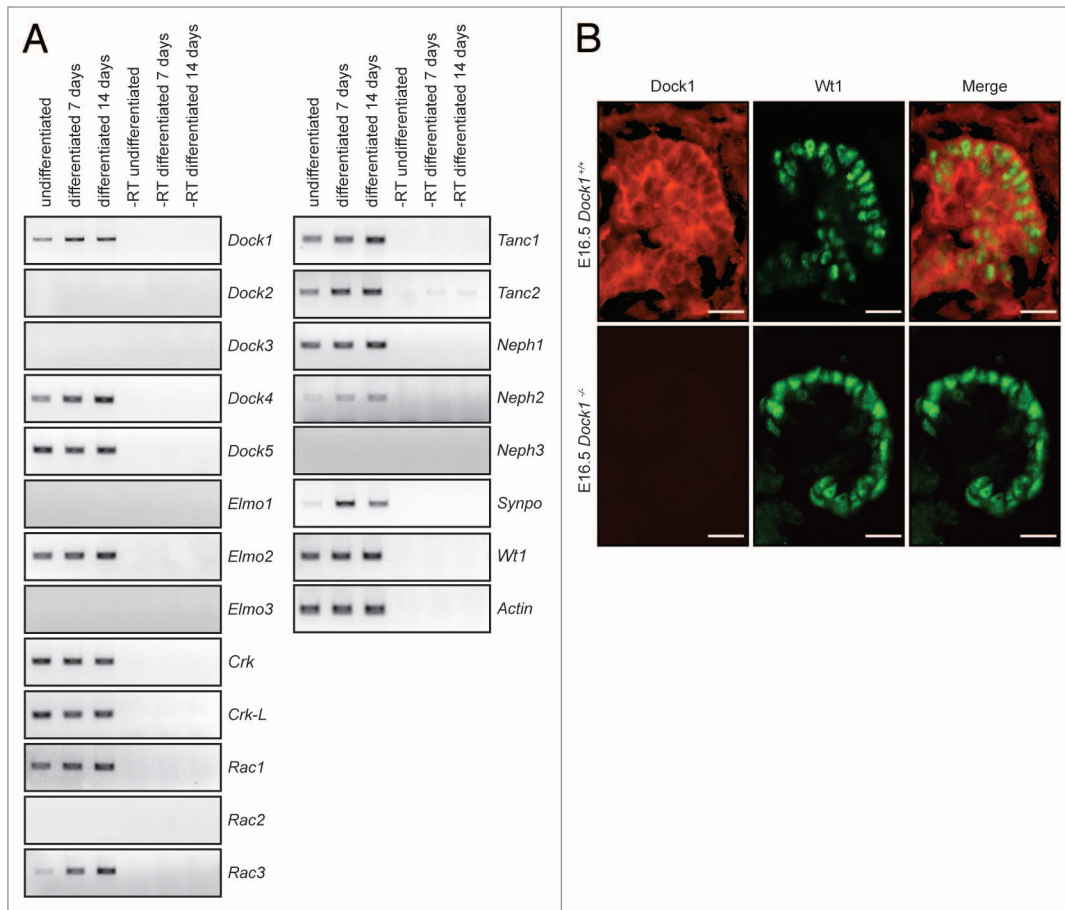 A
undifferentiated
differentiated 7 days
differentiated 14 days
-RT undifferentiated
-RT differentiated 7 days
-RT differentiated 14 days
Dock1
Dock2
Dock3
Dock4
Dock5
Elmo1
Elmo2
Elmo3
Crk
Crk-L
Rac1
Rac2
Rac3
undifferentiated
differentiated 7 days
differentiated 14 days
-RT undifferentiated
-RT differentiated 7 days
-RT differentiated 14 days
Tanc1
Tanc2
Neph1
Neph2
Neph3
Synpo
Wt1
Actin
B
Dock1
Wt1
Merge
E16.5 Dock1+/+
E16.5 Dock1 -/-